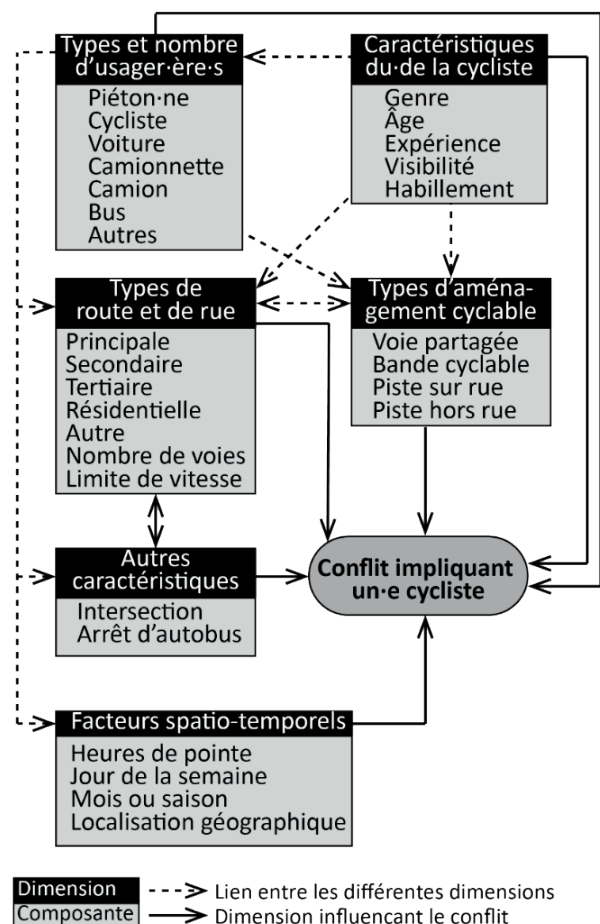 Types et nombre
d'usager·ère·s
Piéton·ne
Cycliste
Voiture
Camionnette
Camion
Bus
Autres
Caractéristiques
du·de la cycliste
Genre
Âge
Expérience
Visibilité
Habillement
Types de
route et de rue
Principale
Secondaire
Tertiaire
Résidentielle
Autre
Nombre de voies
Limite de vitesse
Types d'aména-
gement cyclable
Voie partagée
Bande cyclable
Piste sur rue
Piste hors rue
Autres
caractéristiques
Intersection
Arrêt d'autobus
Conflit impliquant
un·e cycliste
Facteurs spatio-temporels
Heures de pointe
Jour de la semaine
Mois ou saison
Localisation géographique
Dimension
Composante
Lien entre les différentes dimensions
Dimension influençant le conflit